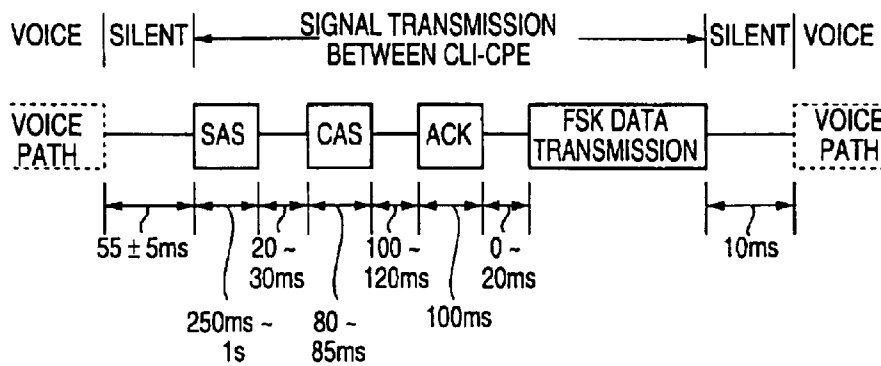 VOICE SILENT SIGNAL TRANSMISSION SILENT VOICE
BETWEEN CLI-CPE
VOICE PATH
SAS
CAS
ACK
FSK DATA
TRANSMISSION
VOICE PATH
55 ± 5ms
20 ~
30ms
100 ~
120ms
0 ~
20ms
10ms
250ms ~
1s
80 ~
85ms
100ms